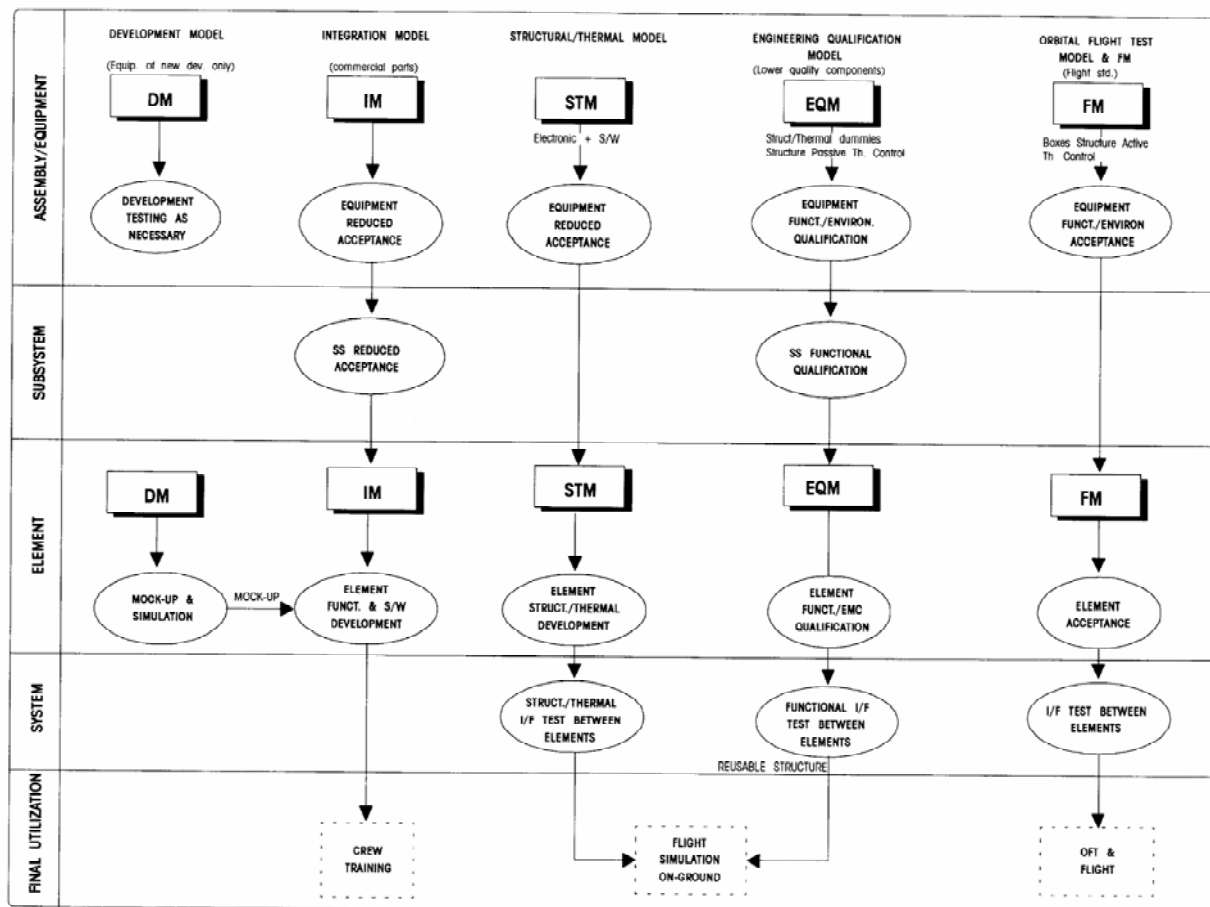 DEVELOPMENT MODEL
(Equip. of new dev. only)
DM
DEVELOPMENT
TESTING AS
NECESSARY
INTEGRATION MODEL
(commercial parts)
IM
EQUIPMENT
REDUCED
ACCEPTANCE
STRUCTURAL/THERMAL MODEL
STM
Electronic + S/W
EQUIPMENT
REDUCED
ACCEPTANCE
ENGINEERING QUALIFICATION
MODEL
(Lower quality components)
EQM
Struct/Thermal dummies
Structure Passive Th. Control
EQUIPMENT
FUNCT./ENVIRON.
QUALIFICATION
ORBITAL FLIGHT TEST
MODEL & FM
(Flight std.)
FM
Boxes Structure Active
Th Control
EQUIPMENT
FUNCT./ENVIRON
ACCEPTANCE
ASSEMBLY/EQUIPMENT
SUBSYSTEM
SS REDUCED
ACCEPTANCE
SS FUNCTIONAL
QUALIFICATION
ELEMENT
DM
MOCK-UP &
SIMULATION
MOCK-UP
IM
ELEMENT
FUNCT. & S/W
DEVELOPMENT
STM
ELEMENT
STRUCT./THERMAL
DEVELOPMENT
EQM
ELEMENT
FUNCT./EMC
QUALIFICATION
FM
ELEMENT
ACCEPTANCE
SYSTEM
STRUCT./THERMAL
I/F TEST BETWEEN
ELEMENTS
FUNCTIONAL I/F
TEST BETWEEN
ELEMENTS
I/F TEST BETWEEN
ELEMENTS
REUSABLE STRUCTURE
FINAL UTILIZATION
CREW
TRAINING
FLIGHT
SIMULATION
ON-GROUND
OFT &
FLIGHT